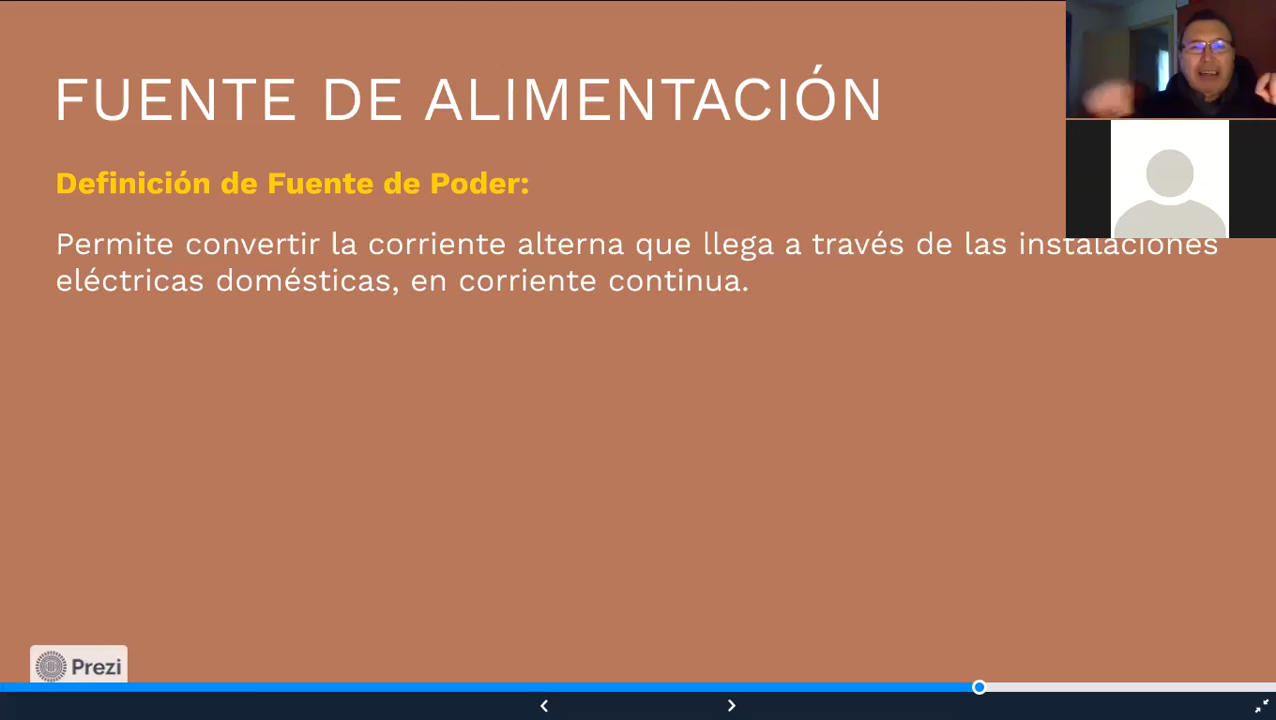 FUENTE DE ALIMENTACIÓN
Definición de Fuente de Poder:
Permite convertir la corriente alterna que llega a través de las instalaciones
eléctricas domésticas, en corriente continua.
Prezi